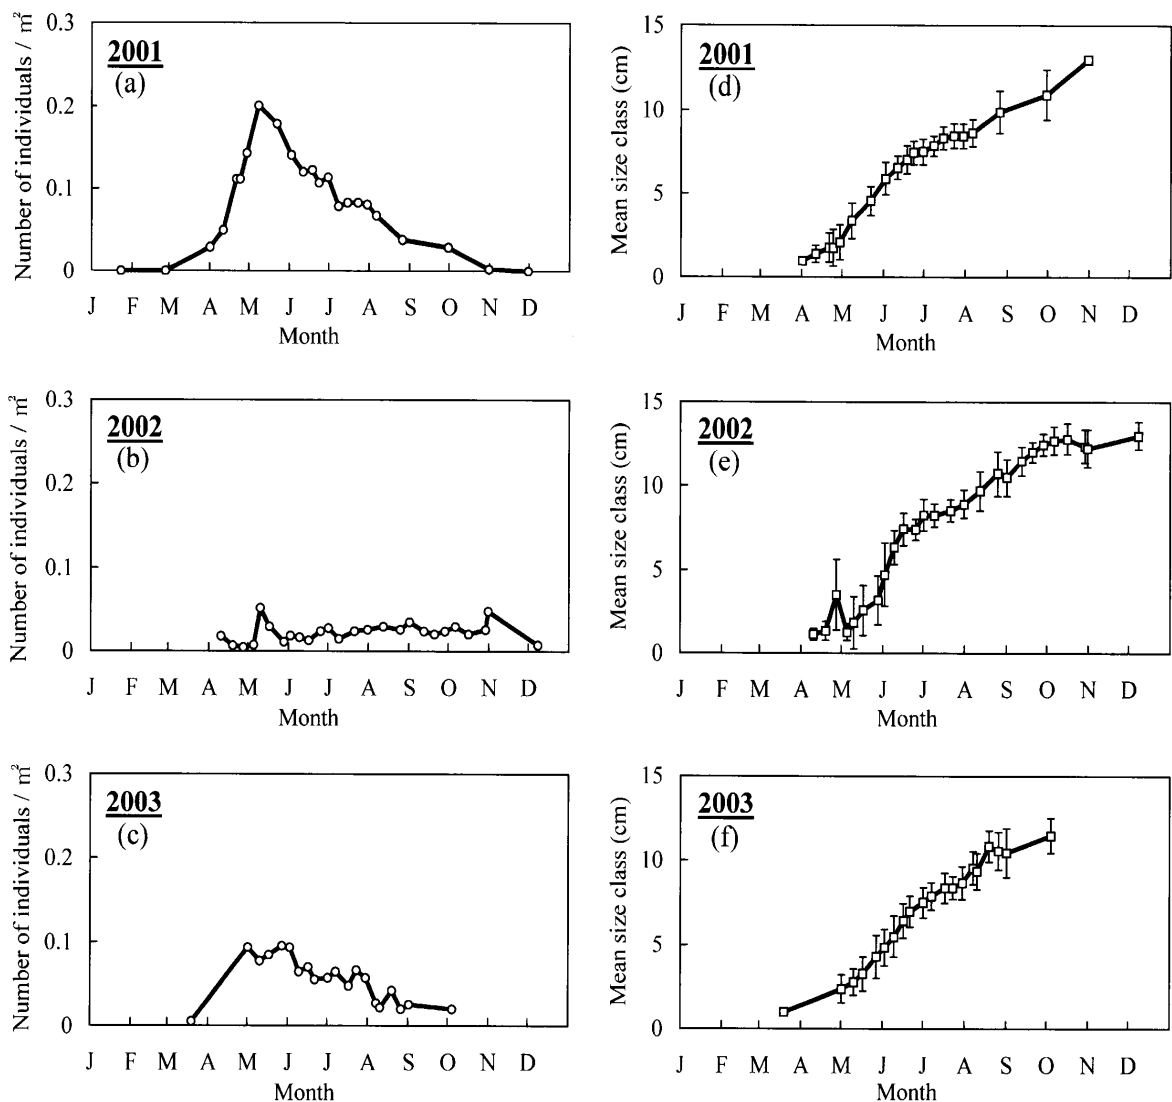 Number of individuals / m²
0.3
0.2
0.1
0
2001
(a)
J F M A M J J A S O N D
Month
Mean size class (cm)
15
10
5
0
2001
(d)
J F M A M J J A S O N D
Month
Number of individuals / m²
0.3
0.2
0.1
0
2002
(b)
J F M A M J J A S O N D
Month
Mean size class (cm)
15
10
5
0
2002
(e)
J F M A M J J A S O N D
Month
Number of individuals / m²
0.3
0.2
0.1
0
2003
(c)
J F M A M J J A S O N D
Month
Mean size class (cm)
15
10
5
0
2003
(f)
J F M A M J J A S O N D
Month